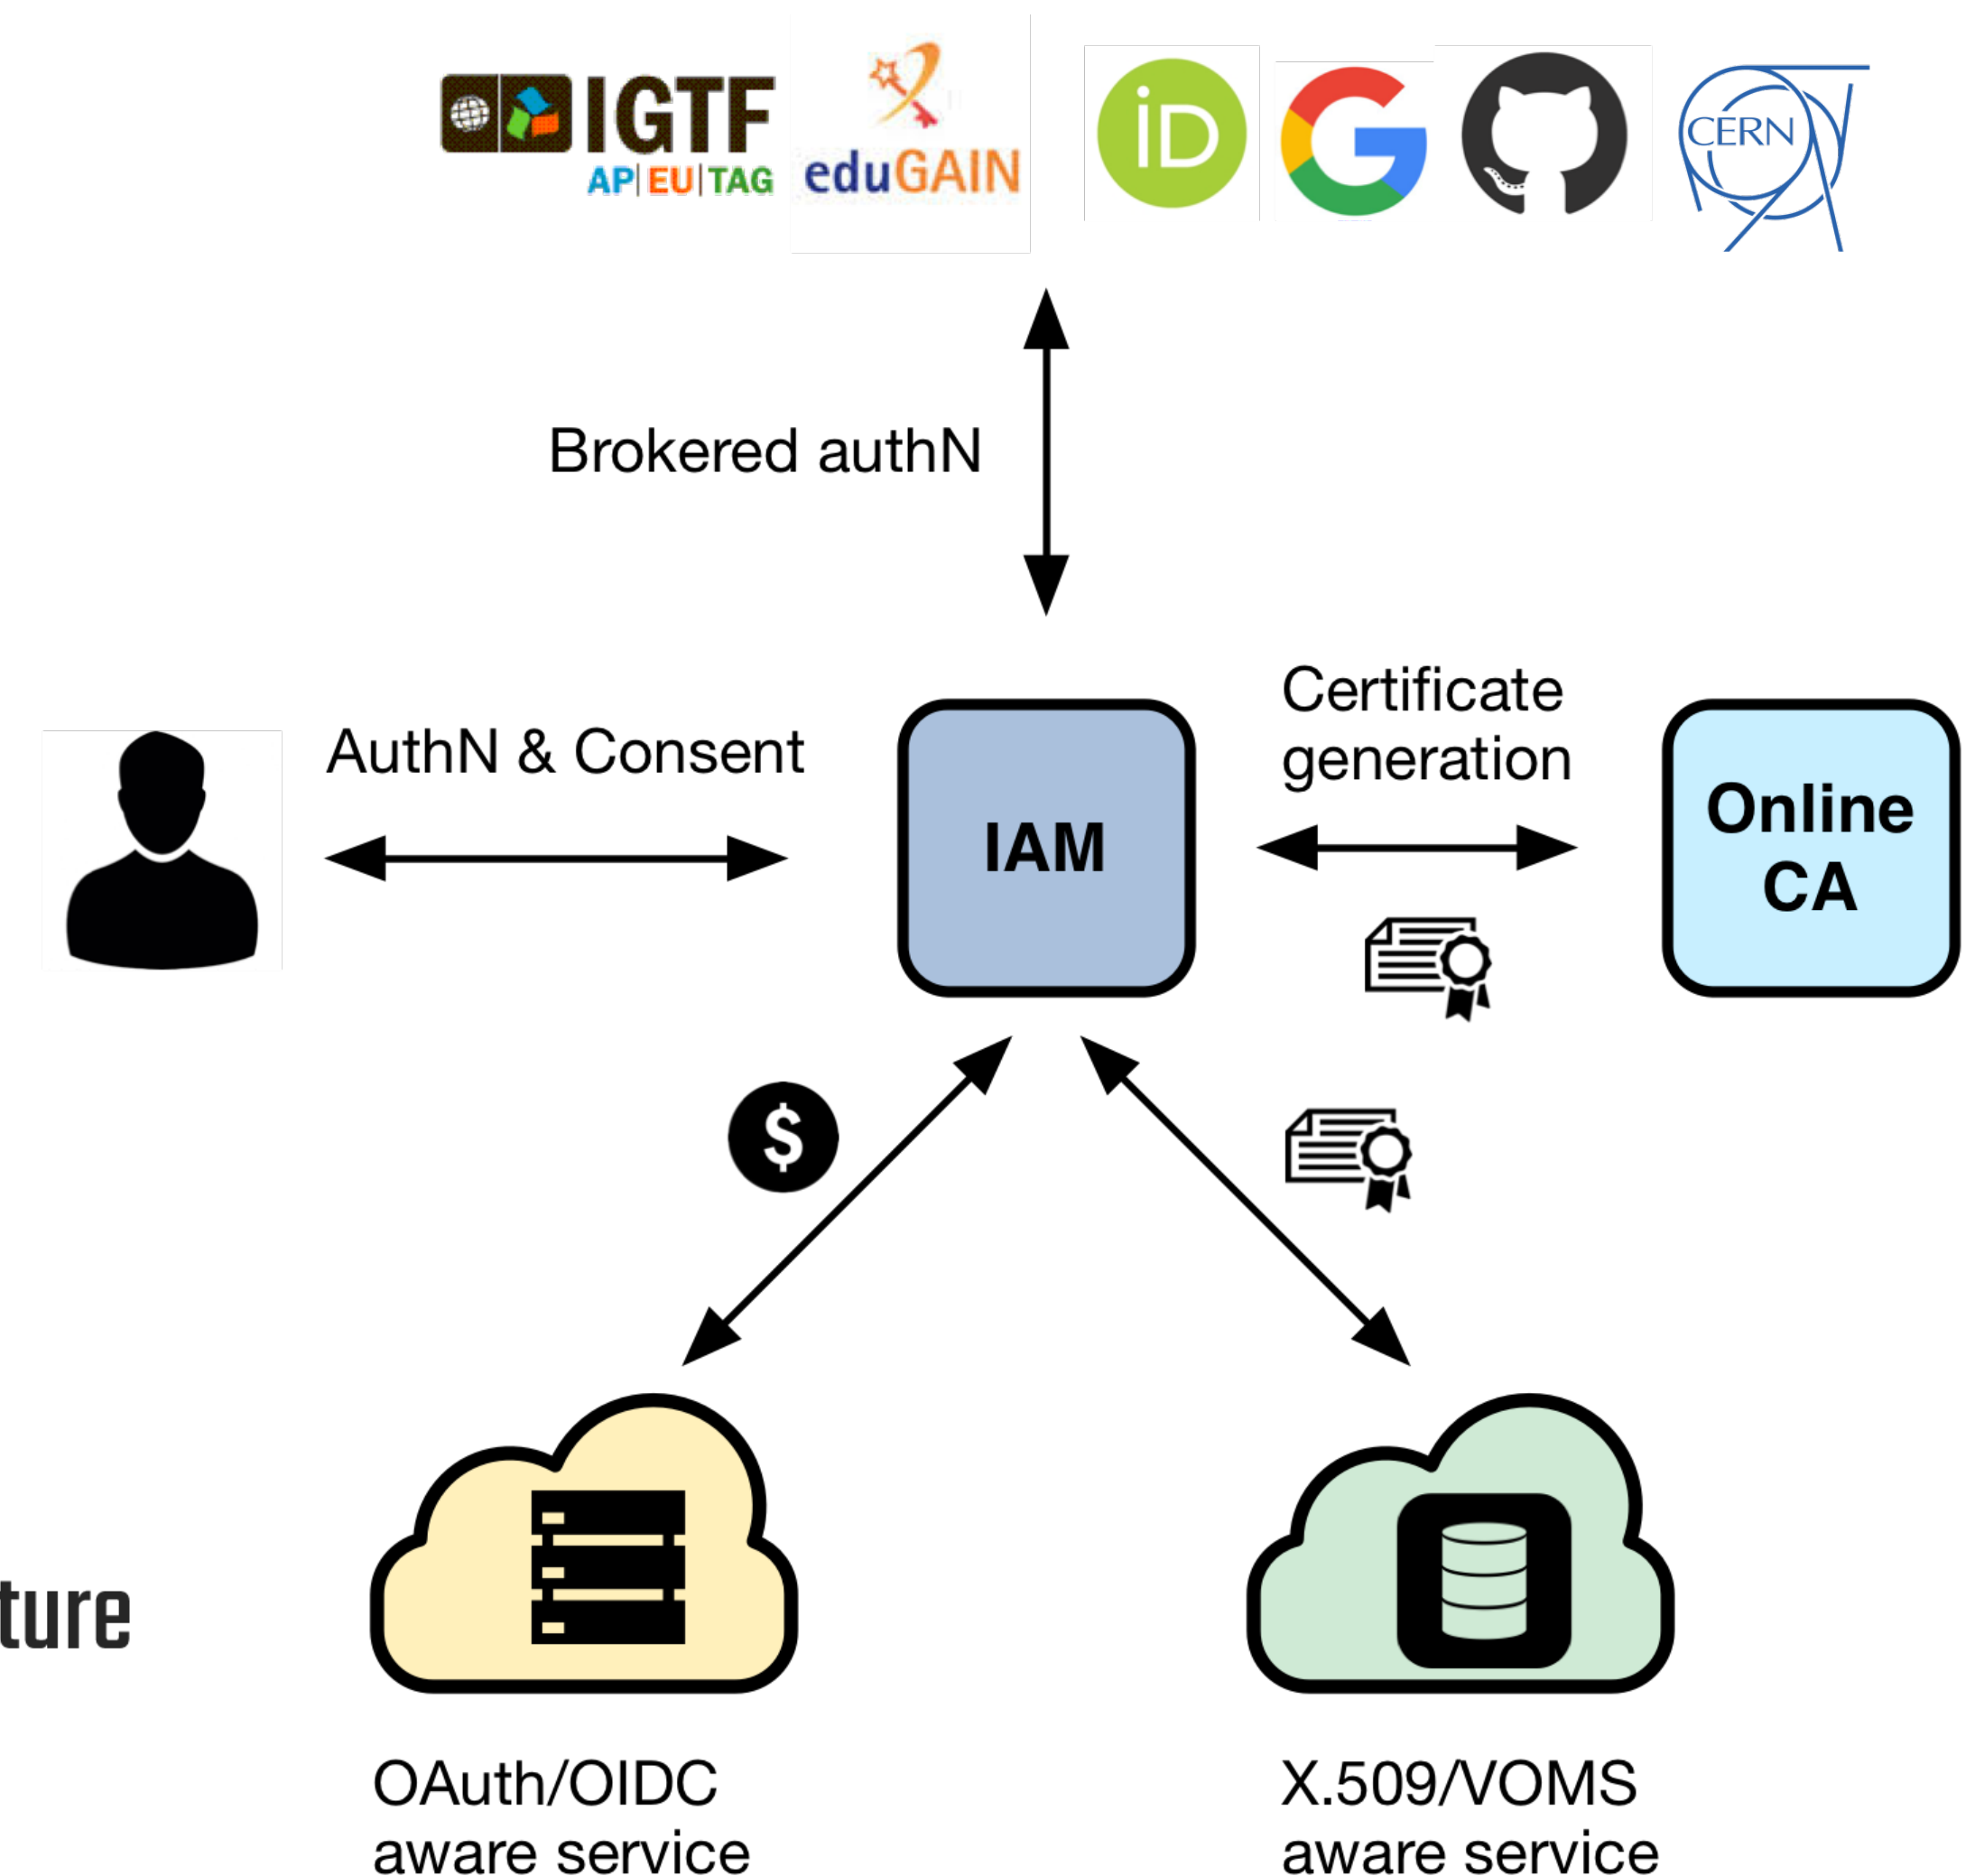 IGTF
AP|EU|TAG
eduGAIN
iD
CERN
Brokered authN
Certificate
generation
AuthN & Consent
IAM
Online
CA
$
ture
OAuth/OIDC
aware service
X.509/VOMS
aware service